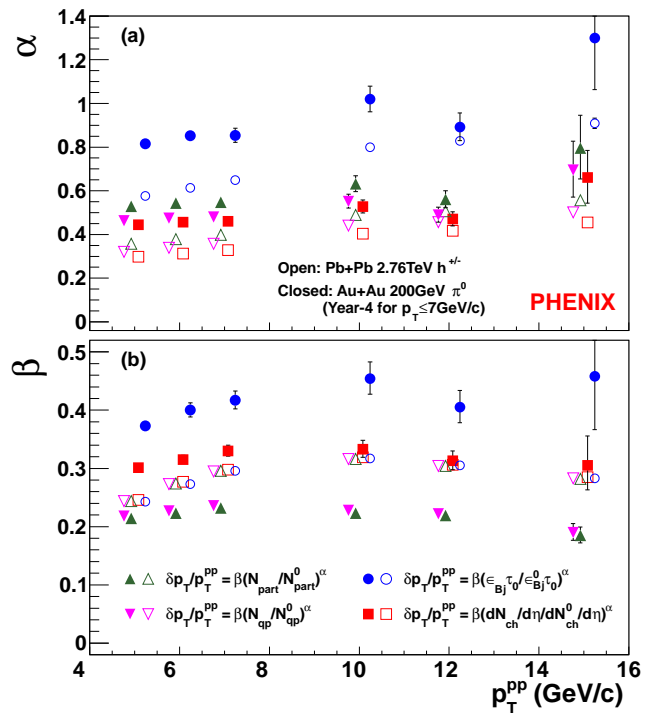 α
1.4
1.2
1
0.8
0.6
0.4
0.2
0
(a)
Open: Pb+Pb 2.76TeV h+/-
Closed: Au+Au 200GeV π0
(Year-4 for pT≤7GeV/c)
PHENIX
β
0.5
0.4
0.3
0.2
0.1
0
(b)
δpT/pTpp = β(Npart/N0part)α
δpT/pTpp = β(ϵBjτ0/ϵ0Bjτ0)α
δpT/pTpp = β(Nqp/N0qp)α
δpT/pTpp = β(dNch/dη/dN0ch/dη)α
4 6 8 10 12 14 16
pTpp (GeV/c)